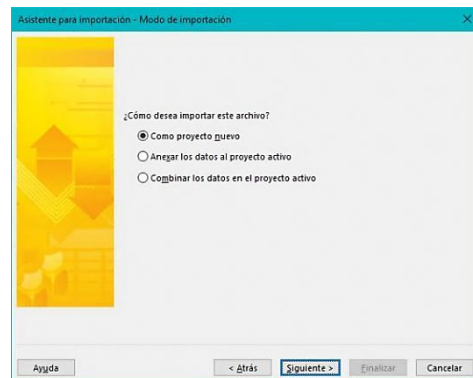 Asistente para importación - Modo de importación
¿Cómo desea importar este archivo?
Como proyecto nuevo
Anexar los datos al proyecto activo
Combinar los datos en el proyecto activo
Ayuda
< Atrás
Siguiente >
Finalizar
Cancelar